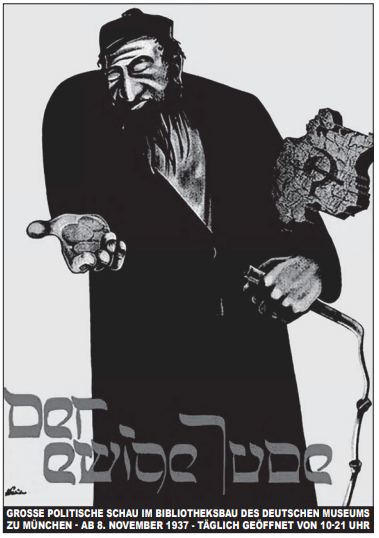 Der
ewige Jude
GROSSE POLITISCHE SCHAU IM BIBLIOTHEKSBAU DES DEUTSCHEN MUSEUMS
ZU MÜNCHEN - AB 8. NOVEMBER 1937 - TÄGLICH GEÖFFNET VON 10-21 UHR